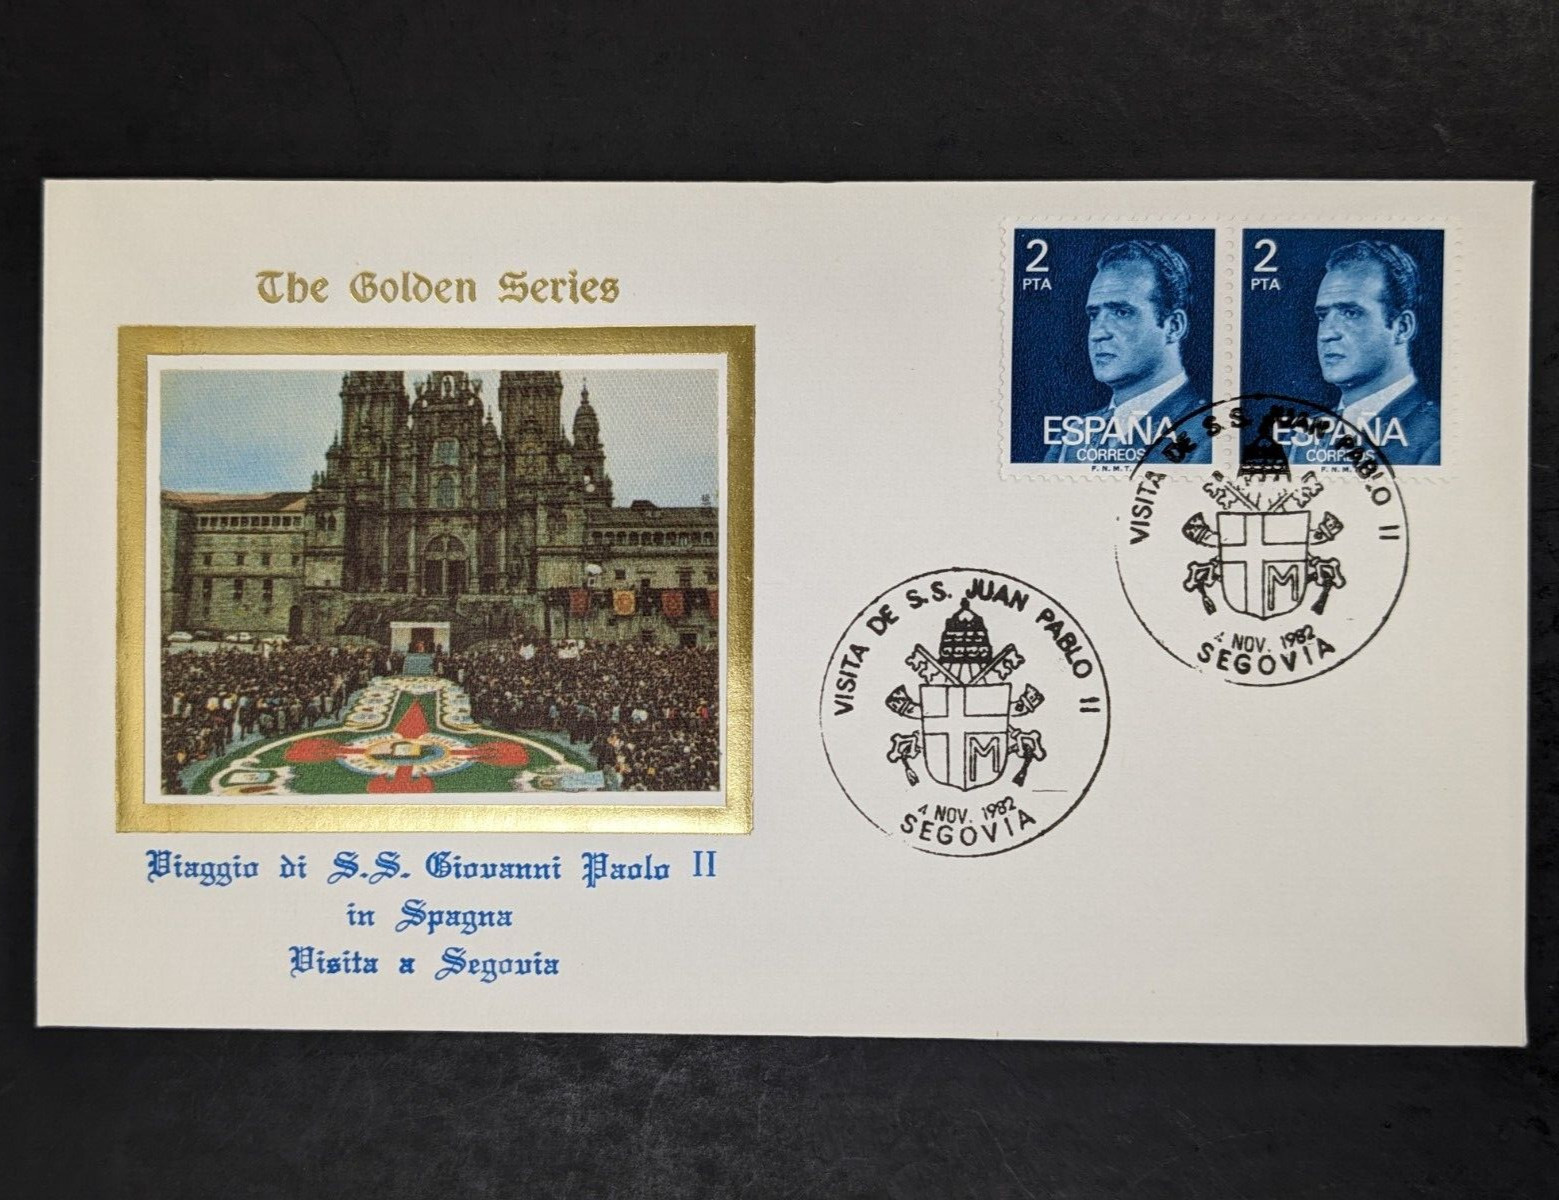 The Golden Series
2
PTA
ESPAÑA
CORREOS
F.N.M.T.
2
PTA
ESPAÑA
CORREOS
F.N.M.T.
VISITA DE S.S. JUAN PABLO II
M
4 NOV. 1982
SEGOVIA
VISITA DE S.S. JUAN PABLO II
M
4 NOV. 1982
SEGOVIA
Viaggio di S.S. Giovanni Paolo II
in Spagna
Visita a Segovia